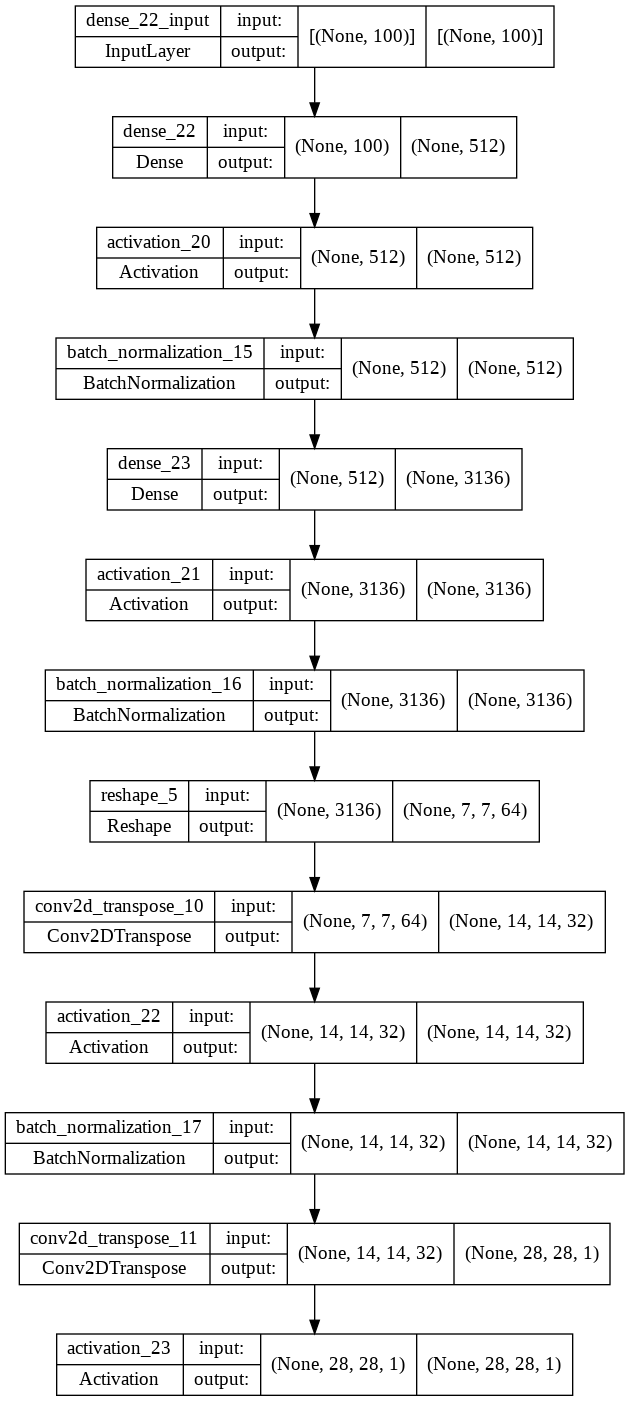 dense_22_input input: [(None, 100)] [(None, 100)]
InputLayer output:
dense_22 input: (None, 100) (None, 512)
Dense output:
activation_20 input: (None, 512) (None, 512)
Activation output:
batch_normalization_15 input: (None, 512) (None, 512)
BatchNormalization output:
dense_23 input: (None, 512) (None, 3136)
Dense output:
activation_21 input: (None, 3136) (None, 3136)
Activation output:
batch_normalization_16 input: (None, 3136) (None, 3136)
BatchNormalization output:
reshape_5 input: (None, 3136) (None, 7, 7, 64)
Reshape output:
conv2d_transpose_10 input: (None, 7, 7, 64) (None, 14, 14, 32)
Conv2DTranspose output:
activation_22 input: (None, 14, 14, 32) (None, 14, 14, 32)
Activation output:
batch_normalization_17 input: (None, 14, 14, 32) (None, 14, 14, 32)
BatchNormalization output:
conv2d_transpose_11 input: (None, 14, 14, 32) (None, 28, 28, 1)
Conv2DTranspose output:
activation_23 input: (None, 28, 28, 1) (None, 28, 28, 1)
Activation output: